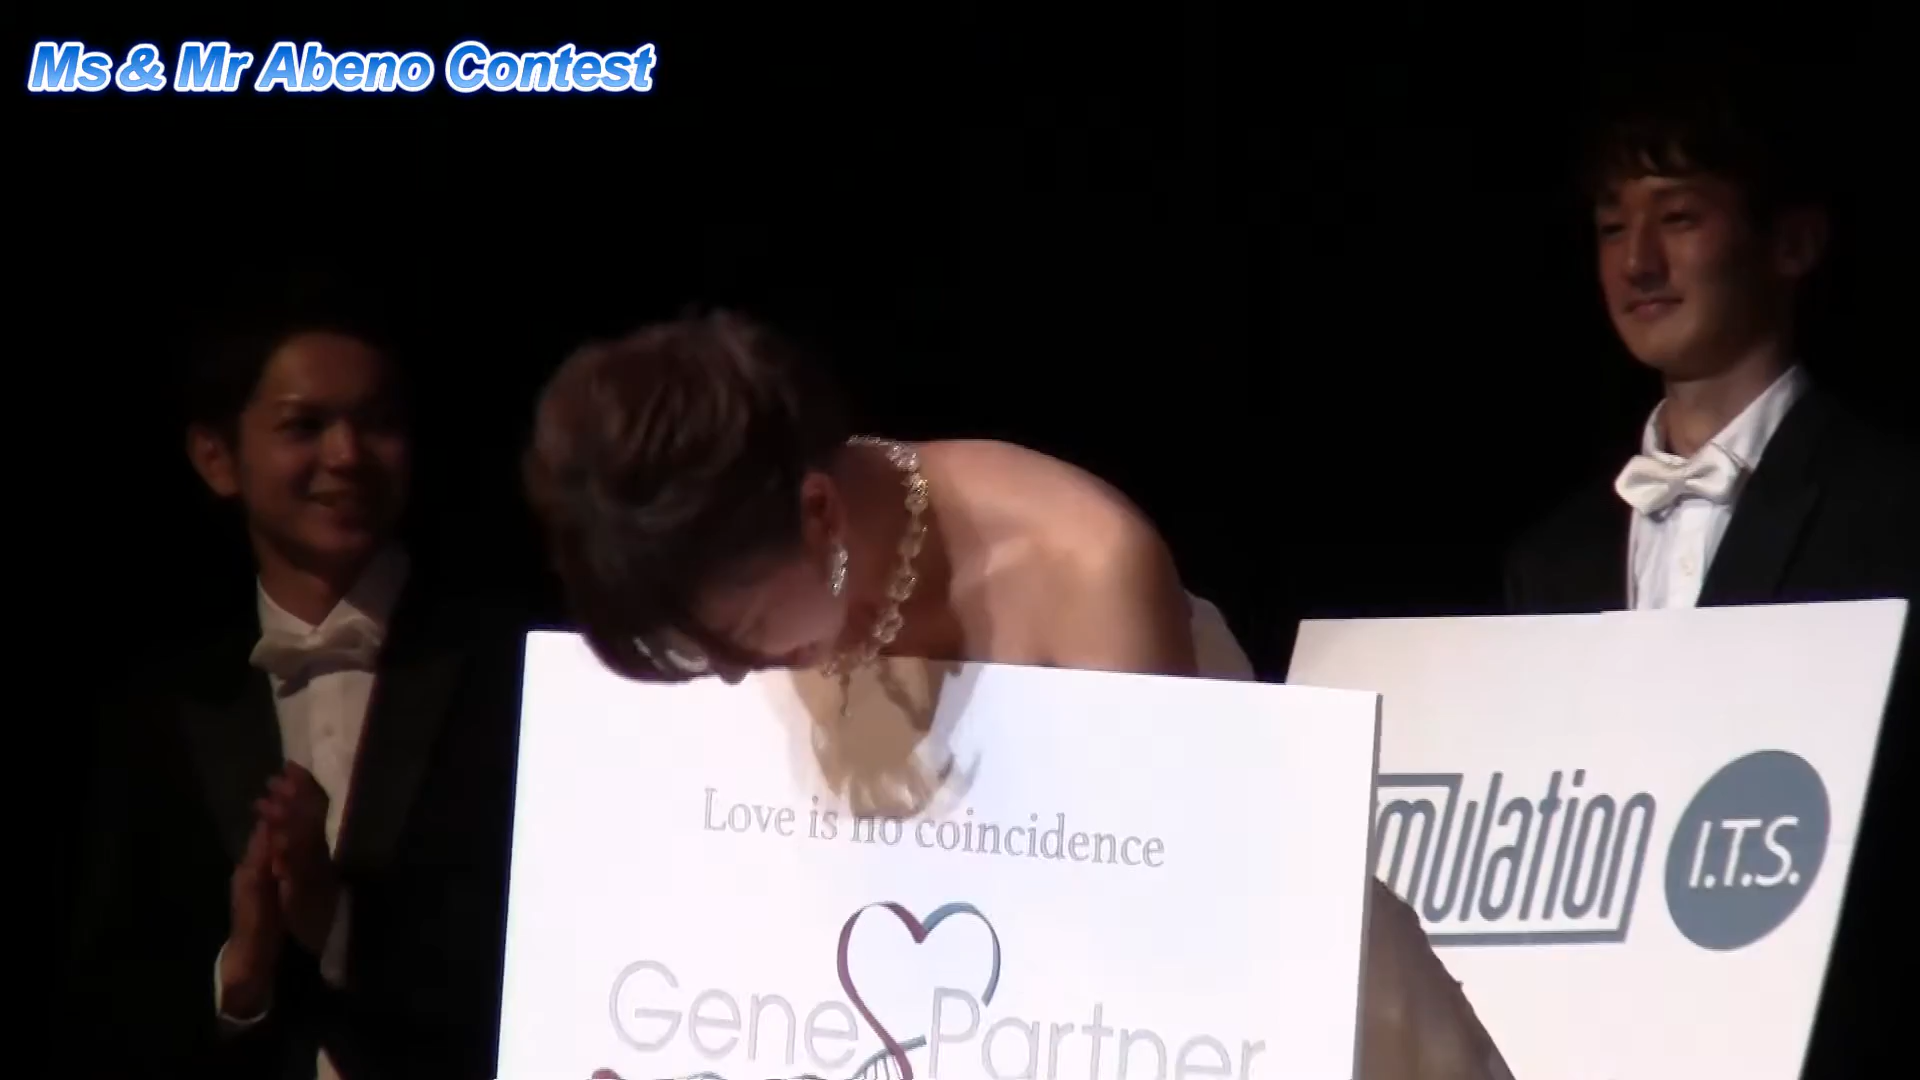 Ms & Mr Abeno Contest
Love is no coincidence
Gene Partner
mulation
I.T.S.